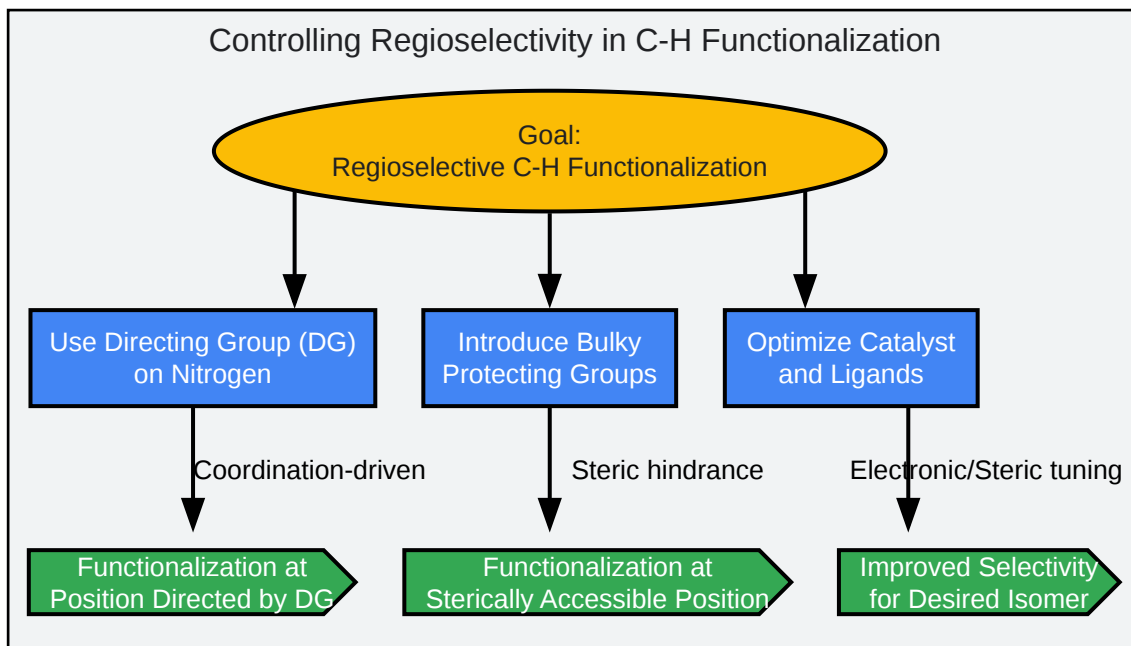 Controlling Regioselectivity in C-H Functionalization
Goal:
Regioselective C-H Functionalization
Use Directing Group (DG)
on Nitrogen
Introduce Bulky
Protecting Groups
Optimize Catalyst
and Ligands
Coordination-driven
Steric hindrance
Electronic/Steric tuning
Functionalization at
Position Directed by DG
Functionalization at
Sterically Accessible Position
Improved Selectivity
for Desired Isomer